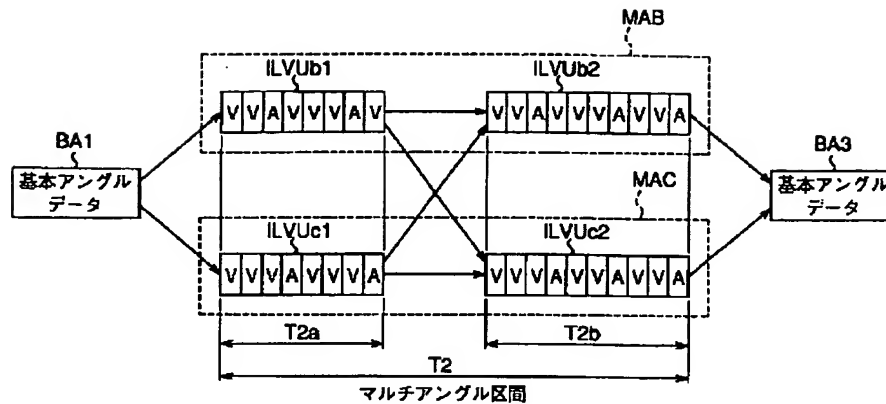 MAB
ILVUb1
ILVUb2
V V A V V V A V
V V A V V V A V V A
BA1
基本アングル
データ
BA3
基本アングル
データ
MAC
ILVUc1
ILVUc2
V V V A V V V A
V V V A V V A V V A
T2a
T2b
T2
マルチアングル区間